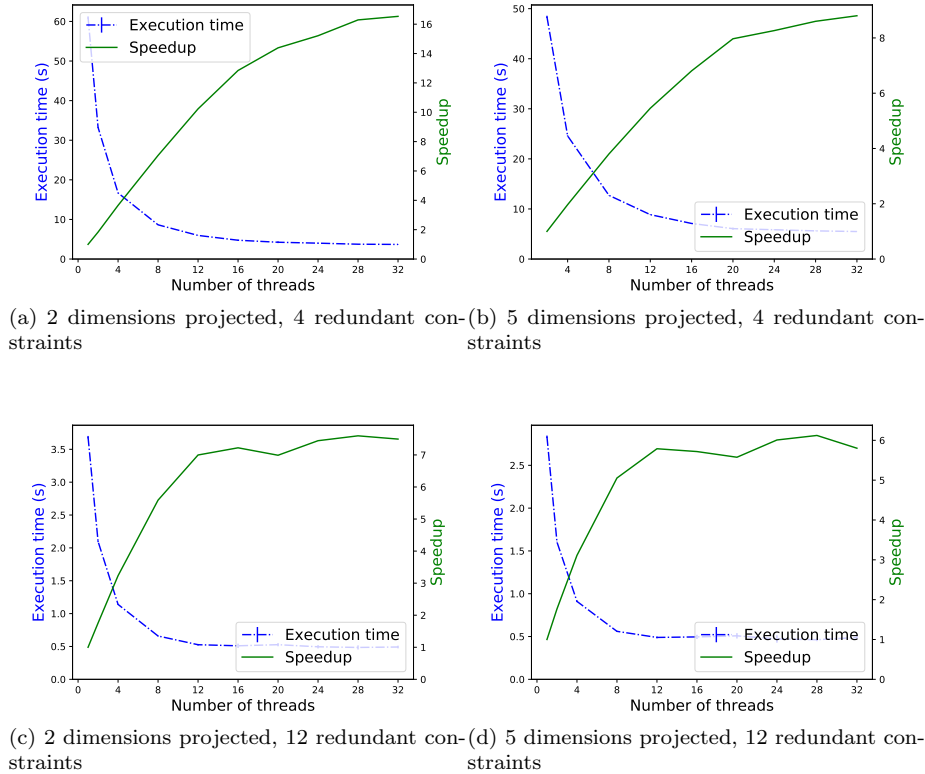 60
50
40
30
20
10
0
Execution time (s)
Execution time
Speedup
16
14
12
10
8
6
4
2
0
Speedup
0 4 8 12 16 20 24 28 32
Number of threads
(a) 2 dimensions projected, 4 redundant con-
straints
50
40
30
20
10
0
Execution time (s)
Execution time
Speedup
8
6
4
2
0
Speedup
4 8 12 16 20 24 28 32
Number of threads
(b) 5 dimensions projected, 4 redundant con-
straints
3.5
3.0
2.5
2.0
1.5
1.0
0.5
0.0
Execution time (s)
Execution time
Speedup
7
6
5
4
3
2
1
0
Speedup
0 4 8 12 16 20 24 28 32
Number of threads
(c) 2 dimensions projected, 12 redundant con-
straints
2.5
2.0
1.5
1.0
0.5
0.0
Execution time (s)
Execution time
Speedup
6
5
4
3
2
1
0
Speedup
0 4 8 12 16 20 24 28 32
Number of threads
(d) 5 dimensions projected, 12 redundant con-
straints